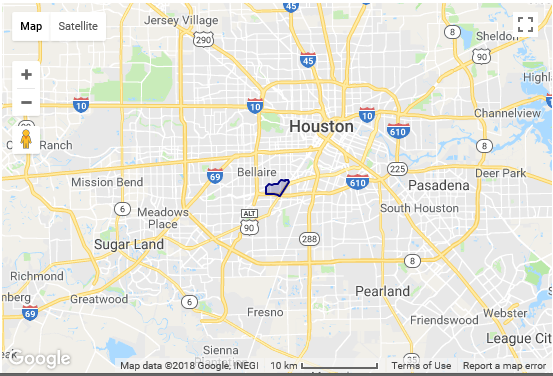 Map
Satellite
Jersey Village
290
45
8
Sheldon
90
Highl
10
10
10
10
Channelview
Houston
610
Ranch
8
Bellaire
225
Deer Park
Mission Bend
69
610
Pasadena
6
Meadows
Place
ALT
90
South Houston
Sugar Land
288
8
Richmond
nberg
Greatwood
6
Pearland
69
Fresno
Friendswood
Webster
Sienna
League City
Google
Map data ©2018 Google, INEGI
10 km
Terms of Use
Report a map error